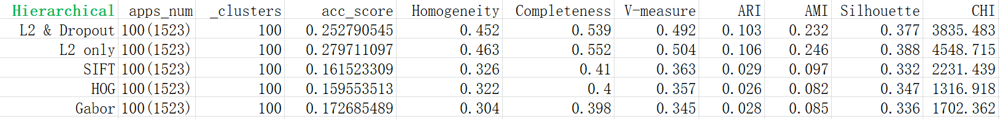 Hierarchical apps_num _clusters acc_score Homogeneity Completeness V-measure ARI AMI Silhouette CHI
L2 & Dropout 100(1523) 100 0.252790545 0.452 0.539 0.492 0.103 0.232 0.377 3835.483
L2 only 100(1523) 100 0.279711097 0.463 0.552 0.504 0.106 0.246 0.388 4548.715
SIFT 100(1523) 100 0.161523309 0.326 0.41 0.363 0.029 0.097 0.332 2231.439
HOG 100(1523) 100 0.159553513 0.322 0.4 0.357 0.026 0.082 0.347 1316.918
Gabor 100(1523) 100 0.172685489 0.304 0.398 0.345 0.028 0.085 0.336 1702.362